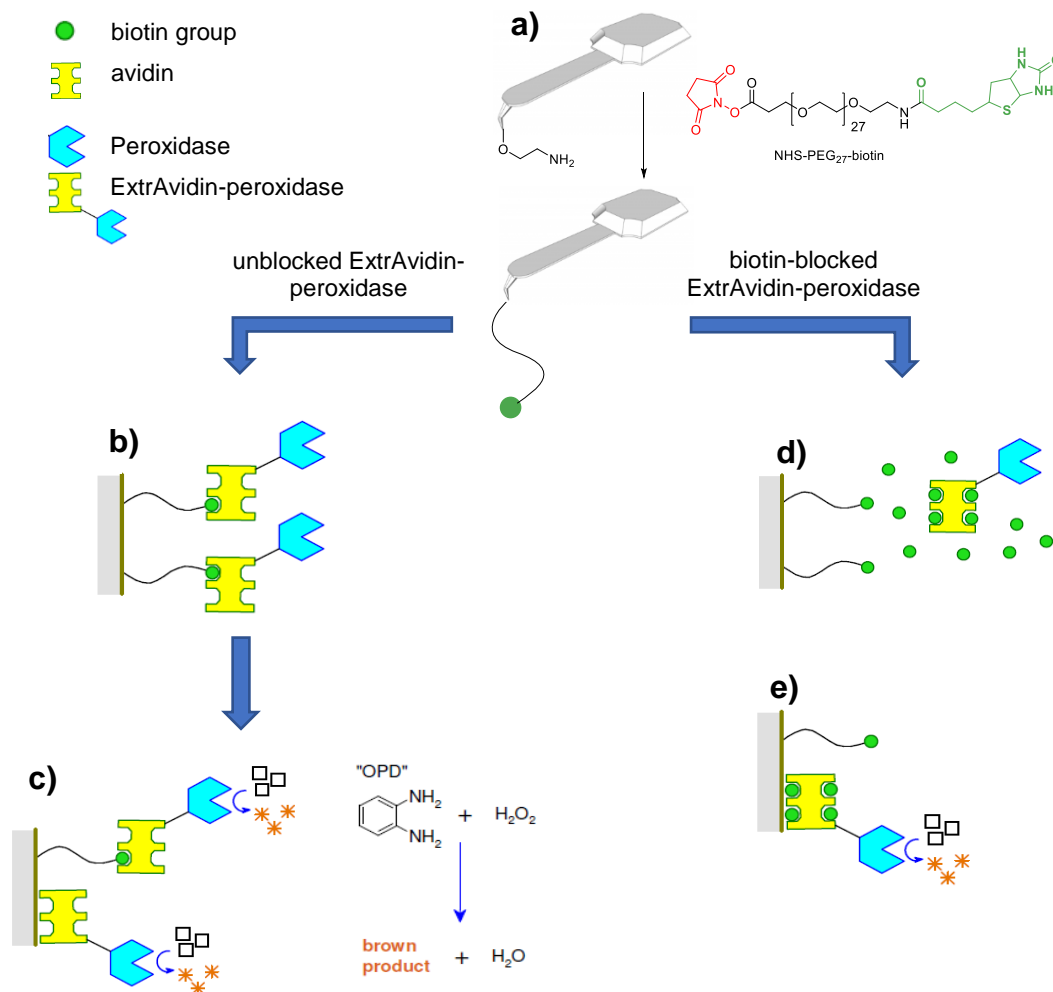 biotin group
avidin
Peroxidase
ExtrAvidin-peroxidase
a)
O
NH2
O
N
O
O
O
O
27
O
N
H
O
S
HN
NH
O
H
H
NHS-PEG27-biotin
unblocked ExtrAvidin-
peroxidase
biotin-blocked
ExtrAvidin-peroxidase
b)
d)
e)
c)
"OPD"
NH2
NH2
+ H2O2
brown
product + H2O